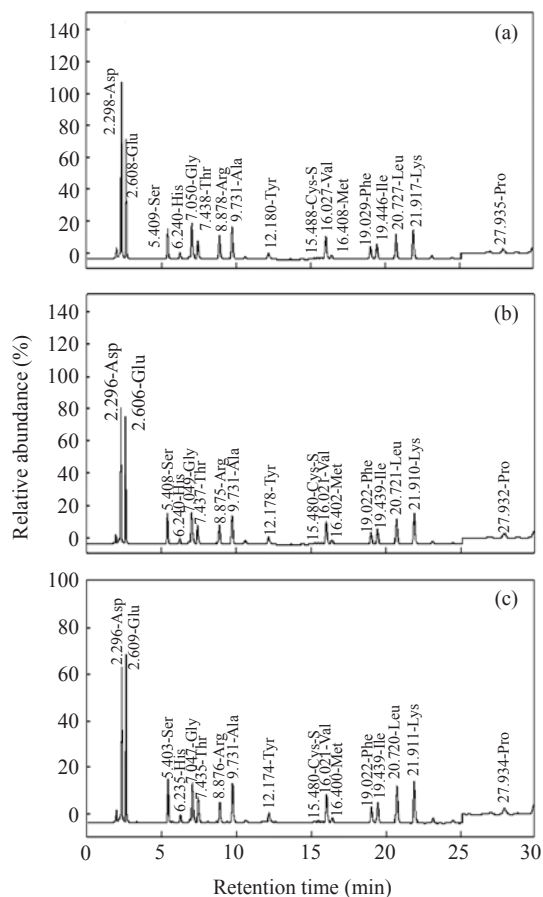 140
120
100
80
60
40
20
0
(a)
2.298-Asp
2.608-Glu
5.409-Ser
6.240-His
7.050-Gly
7.438-Thr
8.878-Arg
9.731-Ala
12.180-Tyr
15.488-Cys-S
16.027-Val
16.408-Met
19.029-Phe
19.446-Ile
20.727-Leu
21.917-Lys
27.935-Pro
Relative abundance (%)
140
120
100
80
60
40
20
0
(b)
2.296-Asp
2.606-Glu
5.408-Ser
6.240-His
7.049-Gly
7.437-Thr
8.875-Arg
9.731-Ala
12.178-Tyr
15.480-Cys-S
16.021-Val
16.402-Met
19.022-Phe
19.439-Ile
20.721-Leu
21.910-Lys
27.932-Pro
100
80
60
40
20
0
(c)
2.296-Asp
2.609-Glu
5.403-Ser
6.235-His
7.047-Gly
7.435-Thr
8.876-Arg
9.731-Ala
12.174-Tyr
15.480-Cys-S
16.021-Val
16.400-Met
19.022-Phe
19.439-Ile
20.720-Leu
21.911-Lys
27.934-Pro
0 5 10 15 20 25 30
Retention time (min)